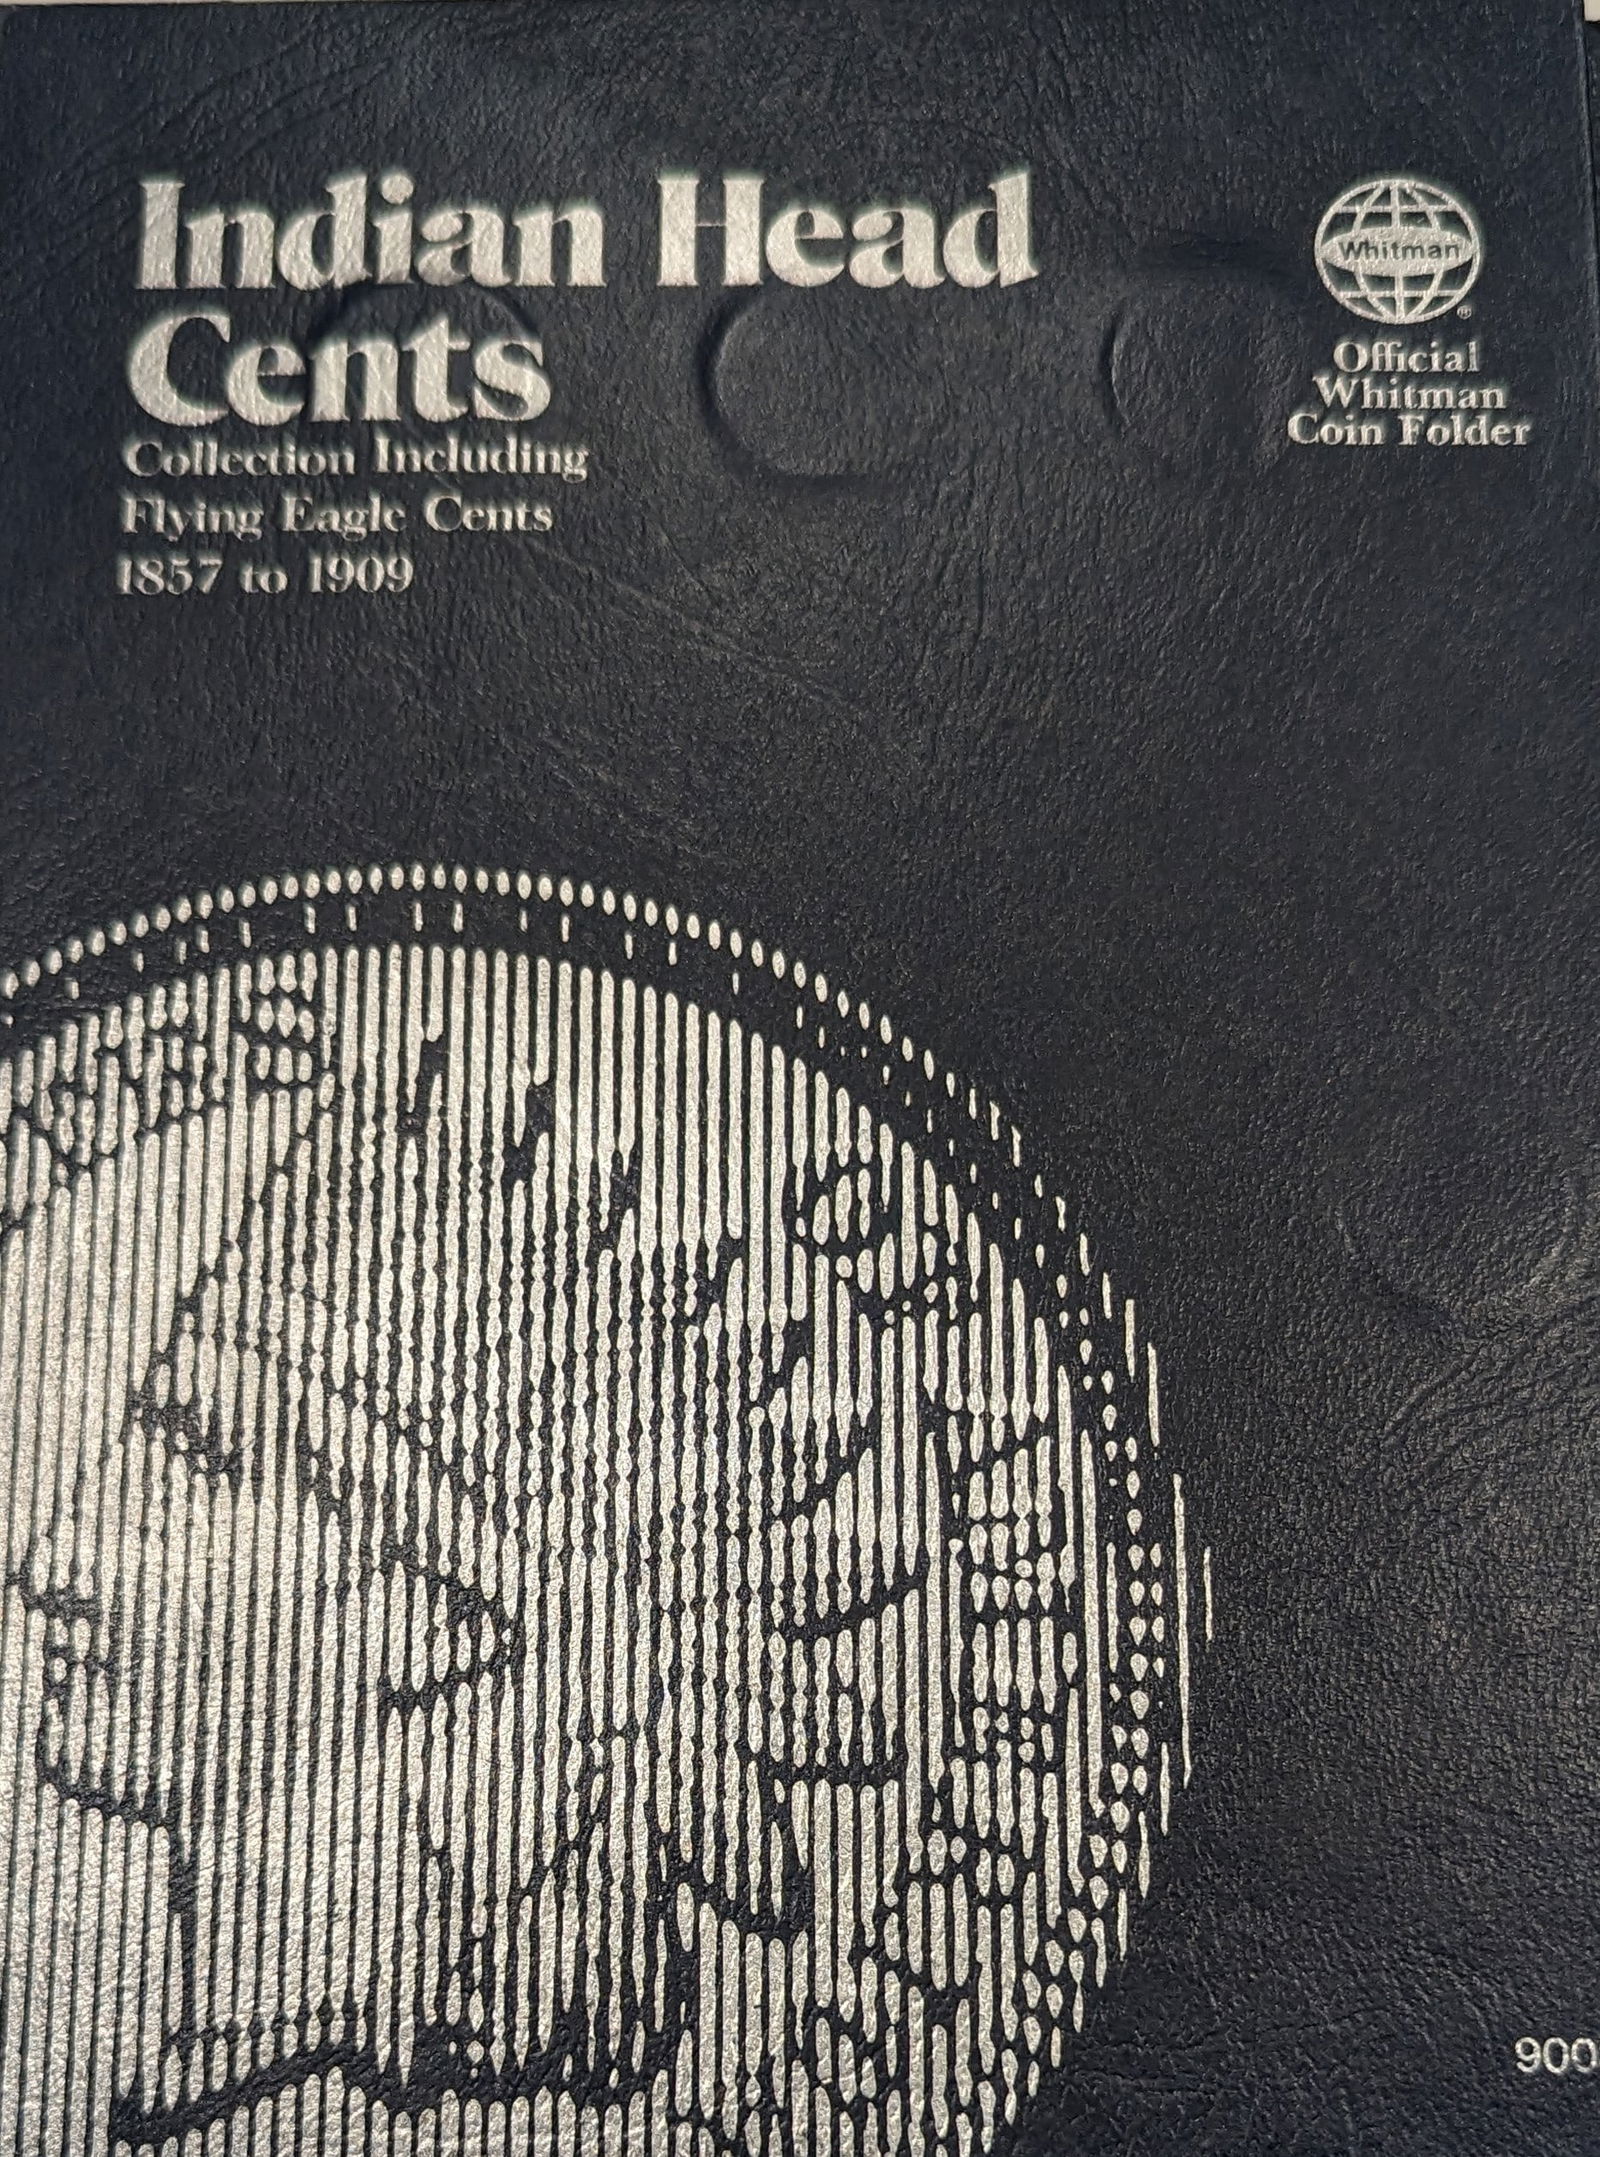 Indian Head
Cents
Collection Including
Flying Eagle Cents
1857 to 1909
Whitman
®
Official
Whitman
Coin Folder
900